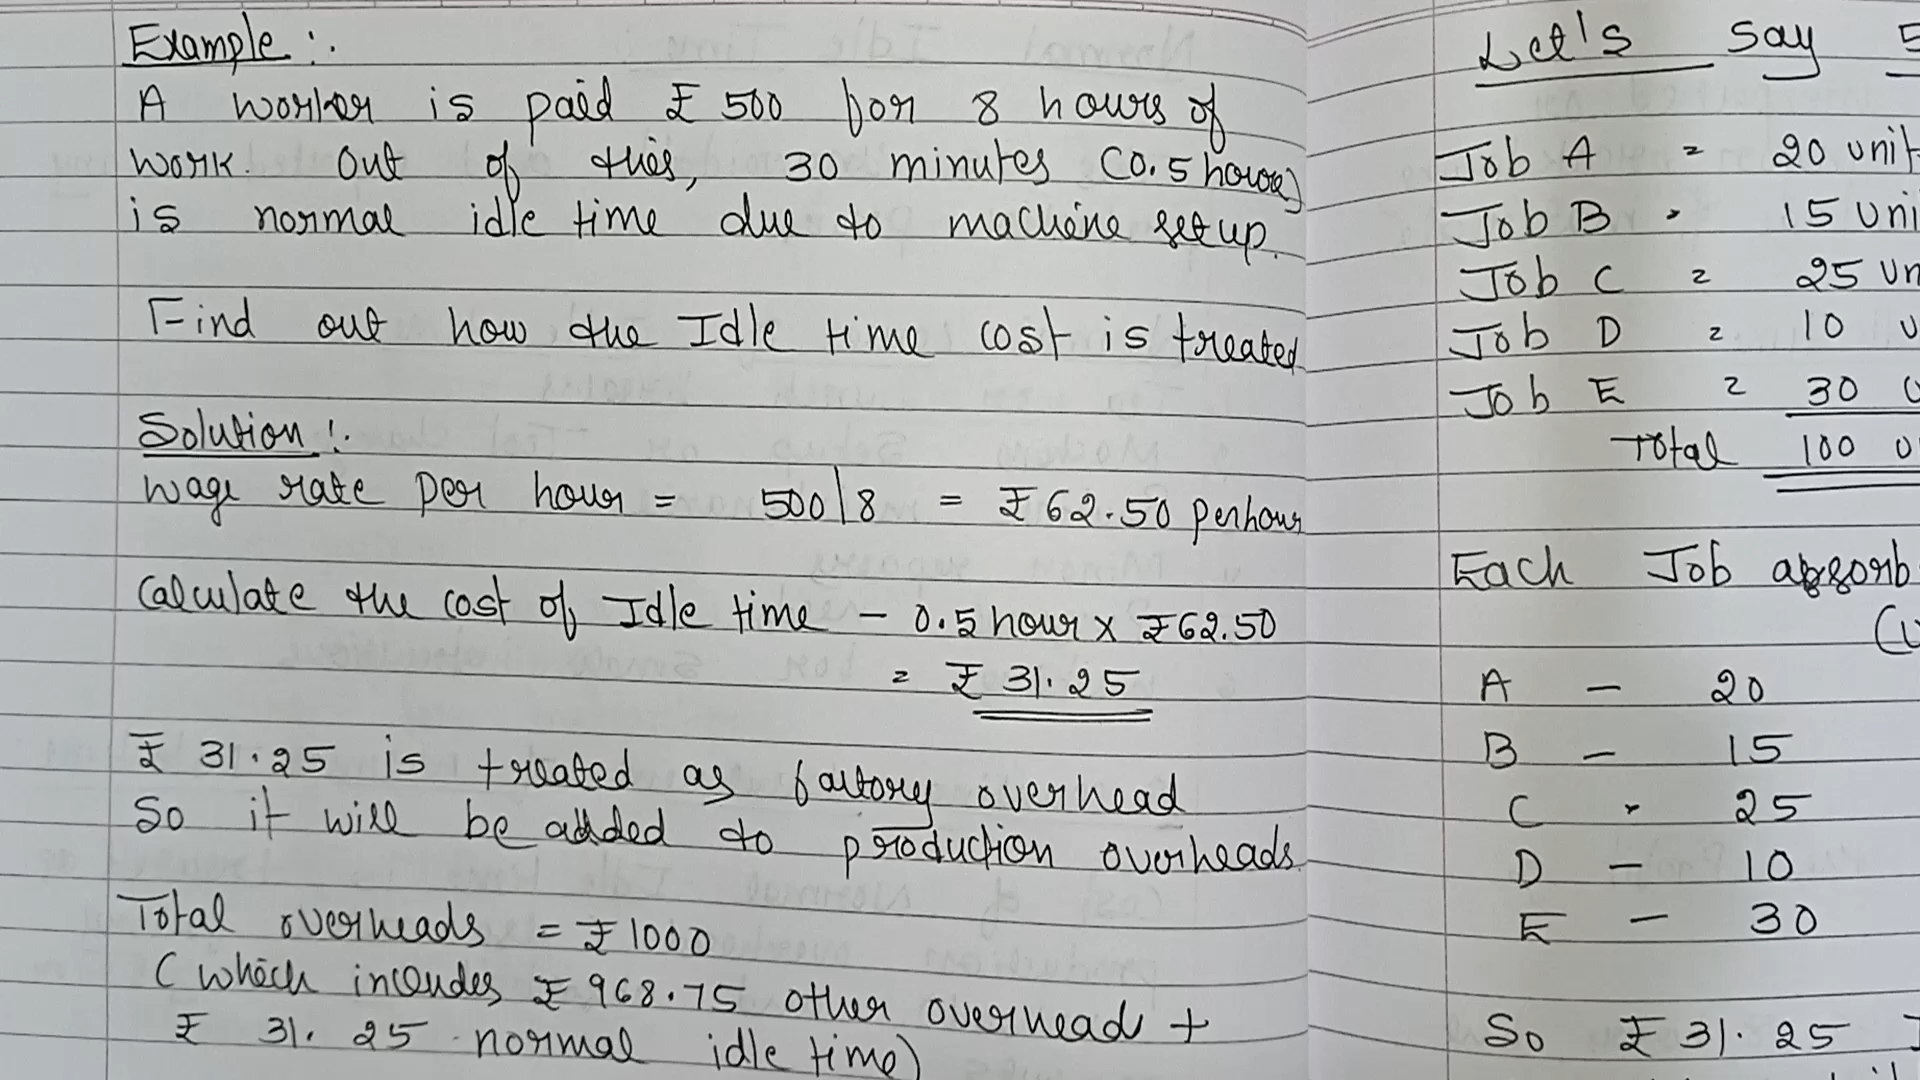 Example :.
A worker is paid ₹ 500 for 8 hours of
work. Out of this, 30 minutes (0.5 hour)
is normal idle time due to machine setup.
Find out how the Idle time cost is treated
Solution :.
wage rate per hour = 500/8 = ₹62.50 per hour
Calculate the cost of Idle time - 0.5 hour x ₹62.50
= ₹ 31.25
₹ 31.25 is treated as factory overhead
So it will be added to production overheads.
Total overheads = ₹1000
(which includes ₹968.75 other overhead +
₹ 31.25 normal idle time)
Let's say 5
Job A = 20 unit
Job B = 15 uni
Job C = 25 un
Job D = 10 u
Job E = 30 u
Total 100 u
Each Job absorb
A - 20
B - 15
C - 25
D - 10
E - 30
So ₹31.25